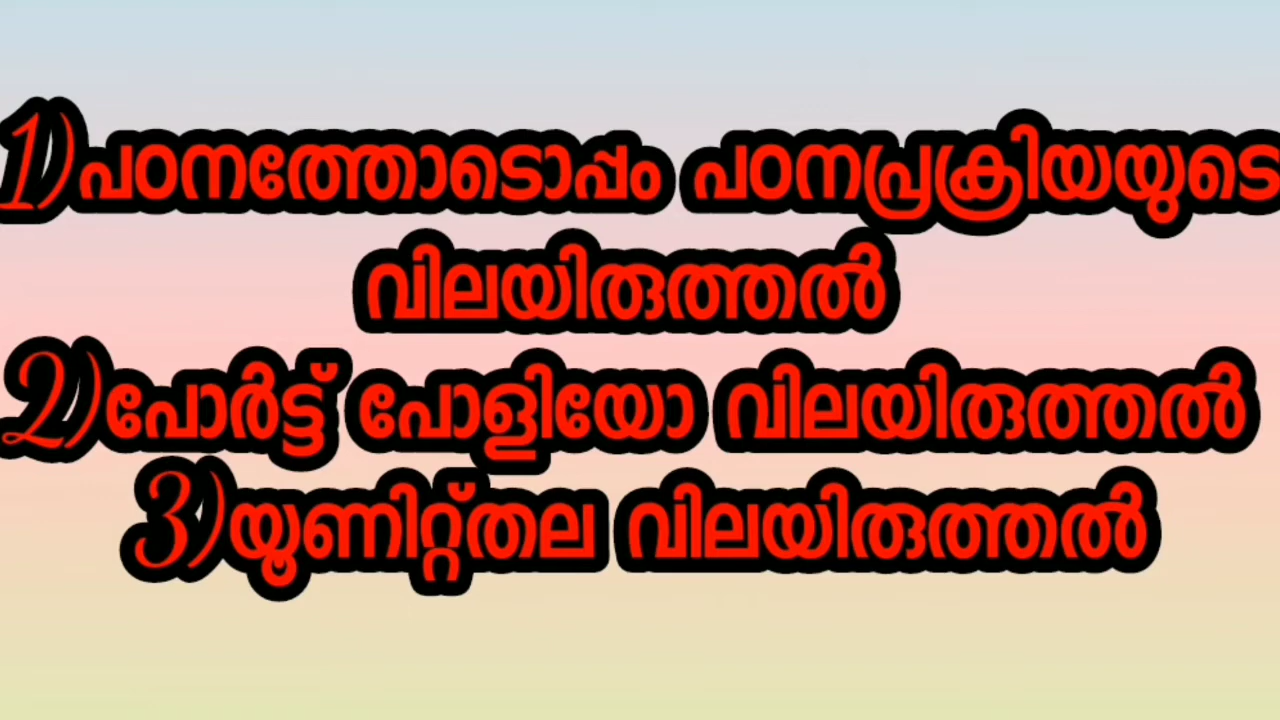 1)പഠനത്തോടൊപ്പം പഠനപ്രക്രിയയുടെ
വിലയിരുത്തൽ
2)പോർട്ട് പോളിയോ വിലയിരുത്തൽ
3)യൂണിറ്റ്തല വിലയിരുത്തൽ